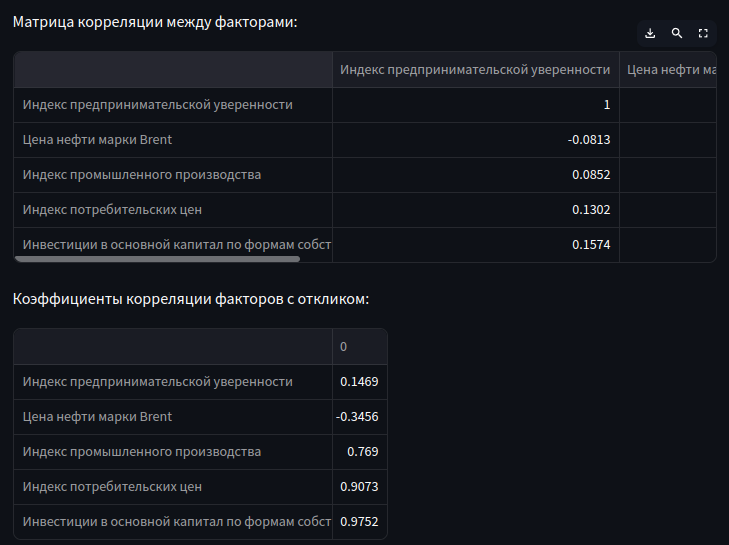 Матрица корреляции между факторами:
Индекс предпринимательской уверенности Цена нефти ма
Индекс предпринимательской уверенности 1
Цена нефти марки Brent -0.0813
Индекс промышленного производства 0.0852
Индекс потребительских цен 0.1302
Инвестиции в основной капитал по формам собст 0.1574
Коэффициенты корреляции факторов с откликом:
0
Индекс предпринимательской уверенности 0.1469
Цена нефти марки Brent -0.3456
Индекс промышленного производства 0.769
Индекс потребительских цен 0.9073
Инвестиции в основной капитал по формам собст 0.9752